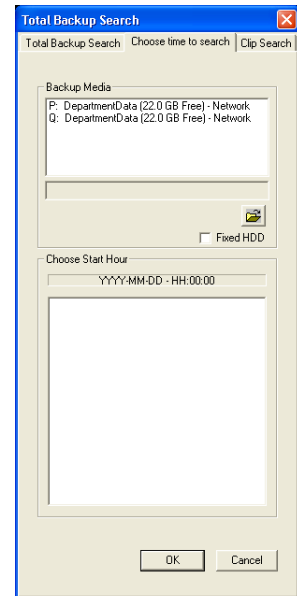 Total Backup Search
Total Backup Search Choose time to search Clip Search
Backup Media
P: DepartmentData (22.0 GB Free) - Network
Q: DepartmentData (22.0 GB Free) - Network
Fixed HDD
Choose Start Hour
YYYY-MM-DD - HH:00:00
OK Cancel